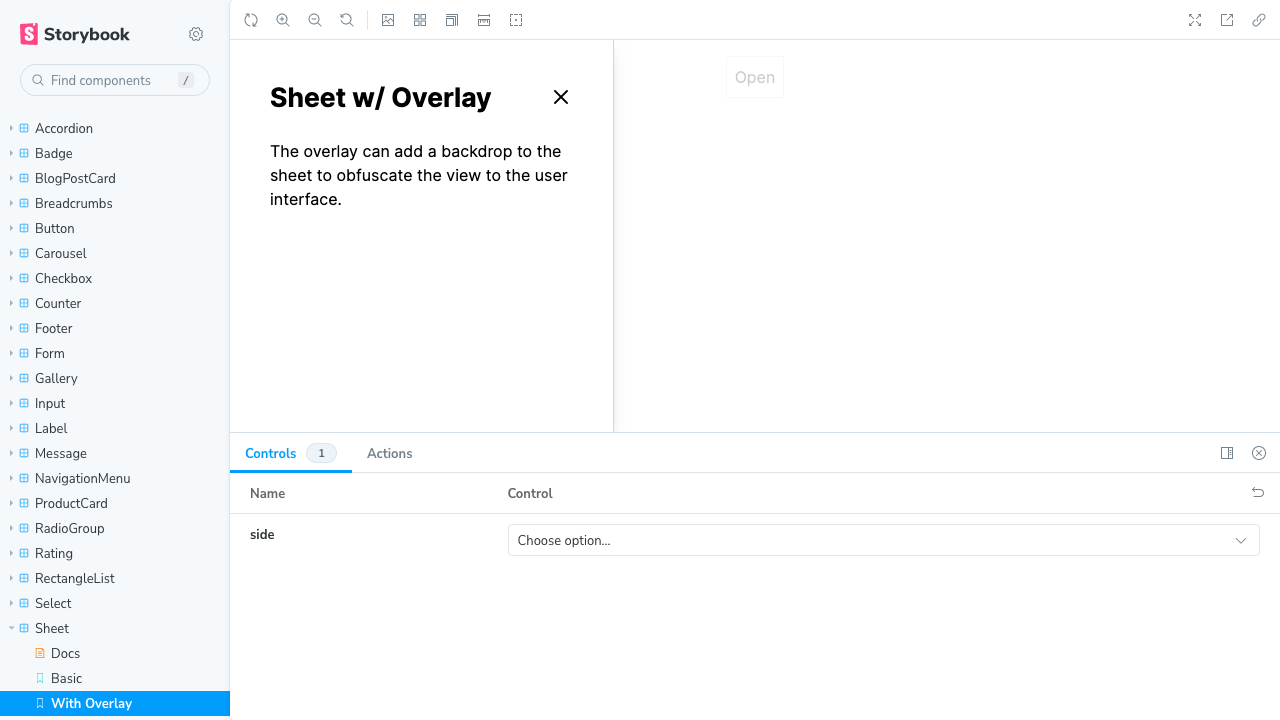 Storybook
Find components
/
Accordion
Badge
BlogPostCard
Breadcrumbs
Button
Carousel
Checkbox
Counter
Footer
Form
Gallery
Input
Label
Message
NavigationMenu
ProductCard
RadioGroup
Rating
RectangleList
Select
Sheet
Docs
Basic
With Overlay
Sheet w/ Overlay
The overlay can add a backdrop to the
sheet to obfuscate the view to the user
interface.
Open
Controls 1 Actions
Name Control
side Choose option...